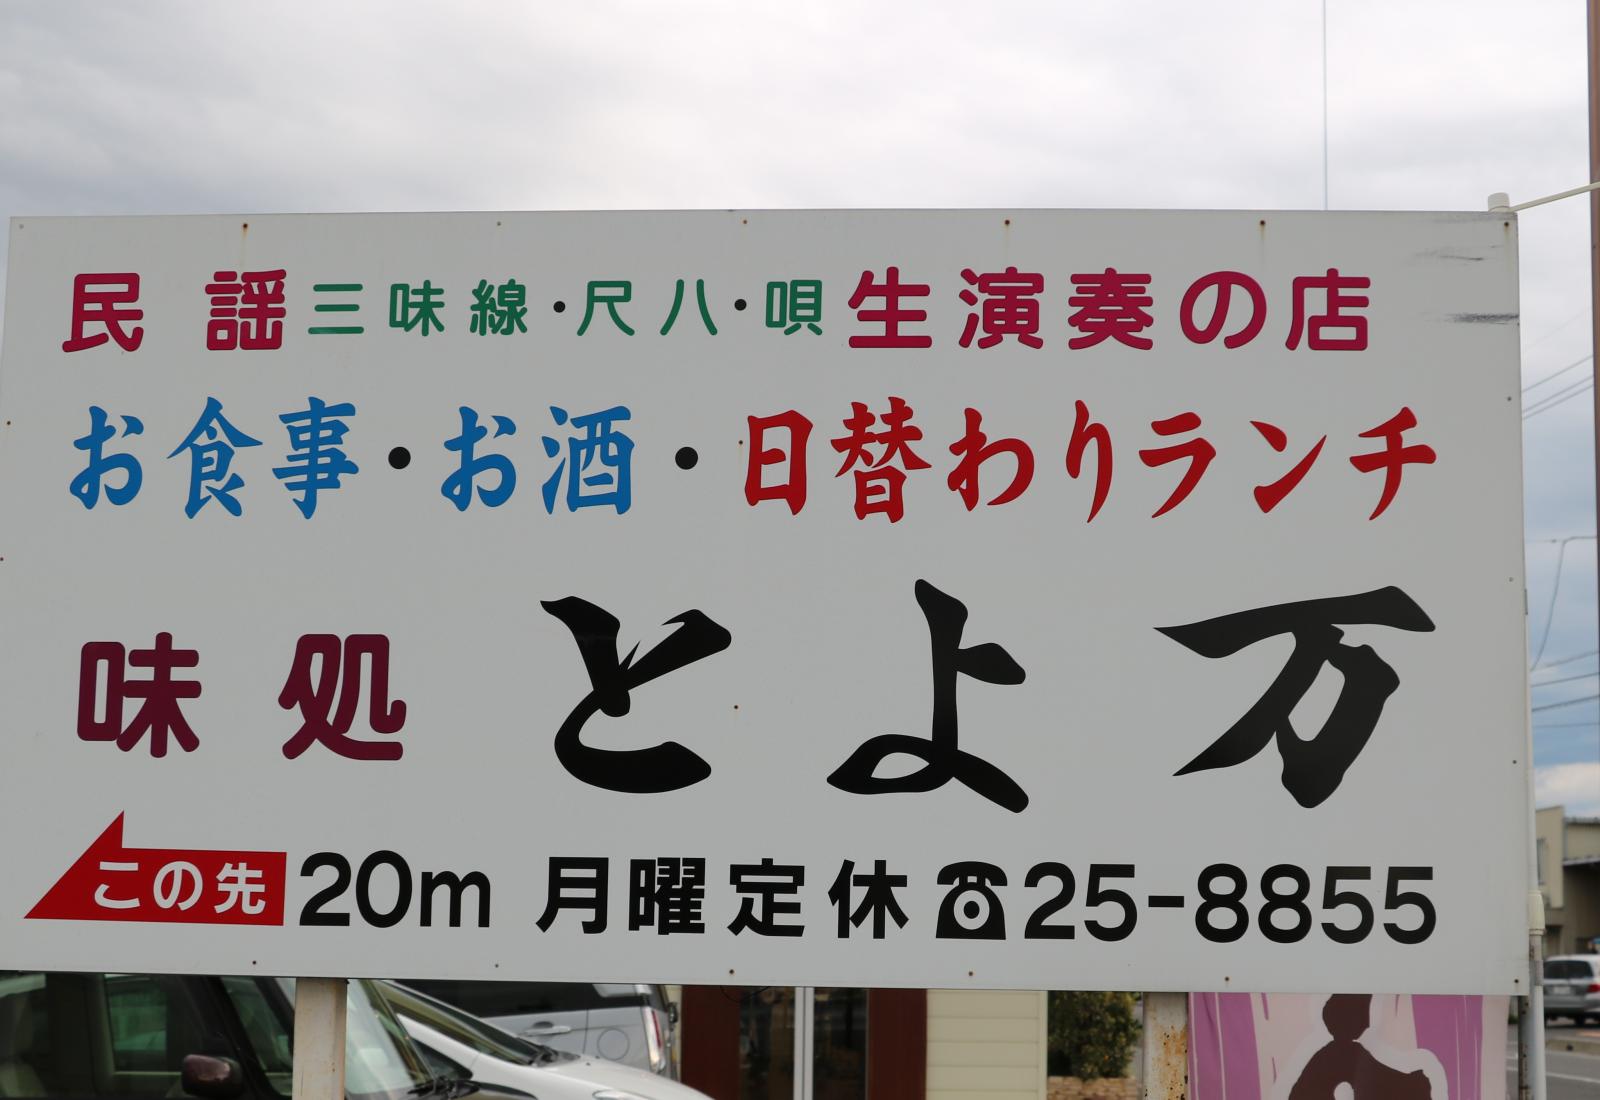 民謡三味線・尺八・唄生演奏の店
お食事・お酒・日替わりランチ
味処 とよ万
この先 20m 月曜定休☎25-8855